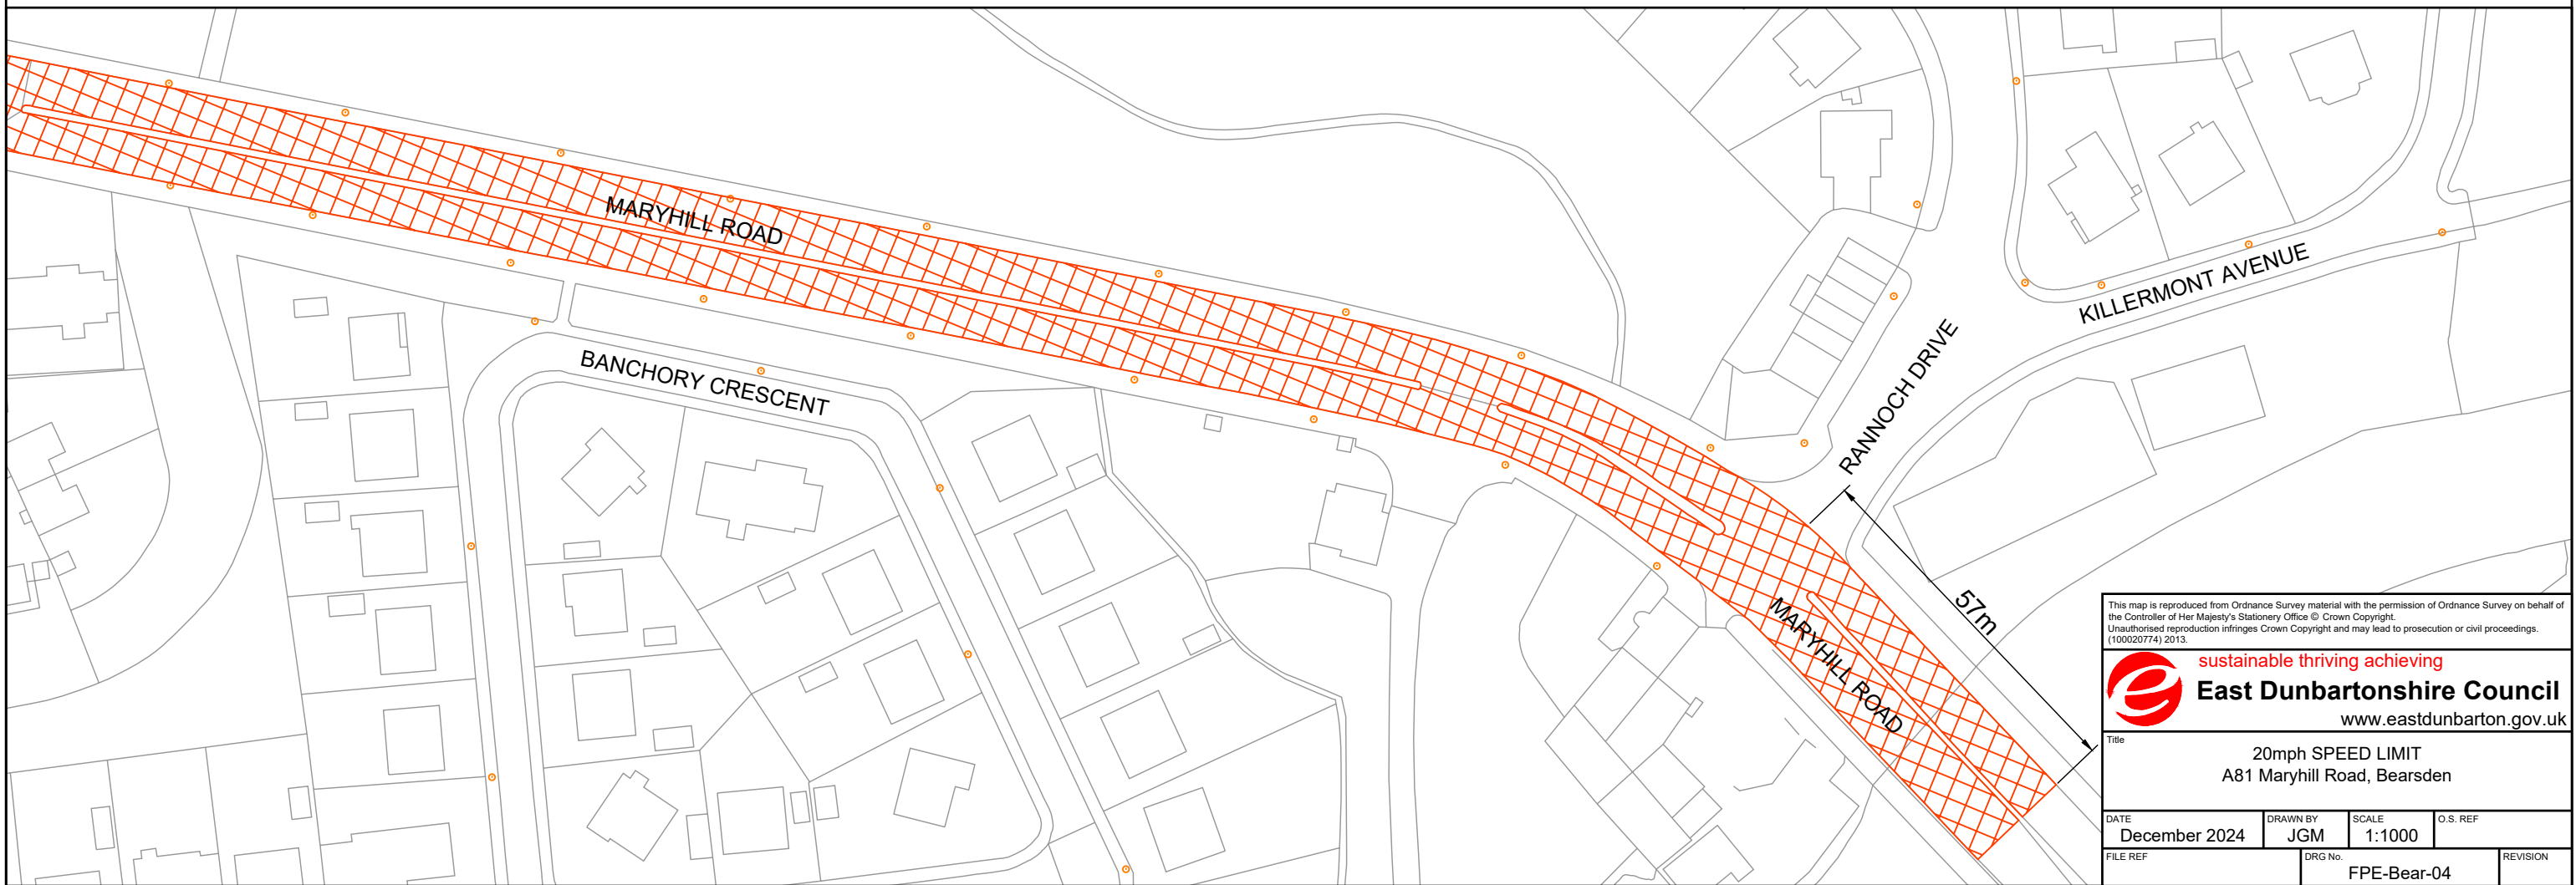 MARYHILL ROAD
BANCHORY CRESCENT
KILLERMONT AVENUE
RANNOCH DRIVE
57m
MARYHILL ROAD
This map is reproduced from Ordnance Survey material with the permission of Ordnance Survey on behalf of
the Controller of Her Majesty's Stationery Office © Crown Copyright.
Unauthorised reproduction infringes Crown Copyright and may lead to prosecution or civil proceedings.
(100020774) 2013.
sustainable thriving achieving
East Dunbartonshire Council
www.eastdunbarton.gov.uk
Title
20mph SPEED LIMIT
A81 Maryhill Road, Bearsden
DATE
December 2024
DRAWN BY
JGM
SCALE
1:1000
O.S. REF
FILE REF
DRG No.
FPE-Bear-04
REVISION